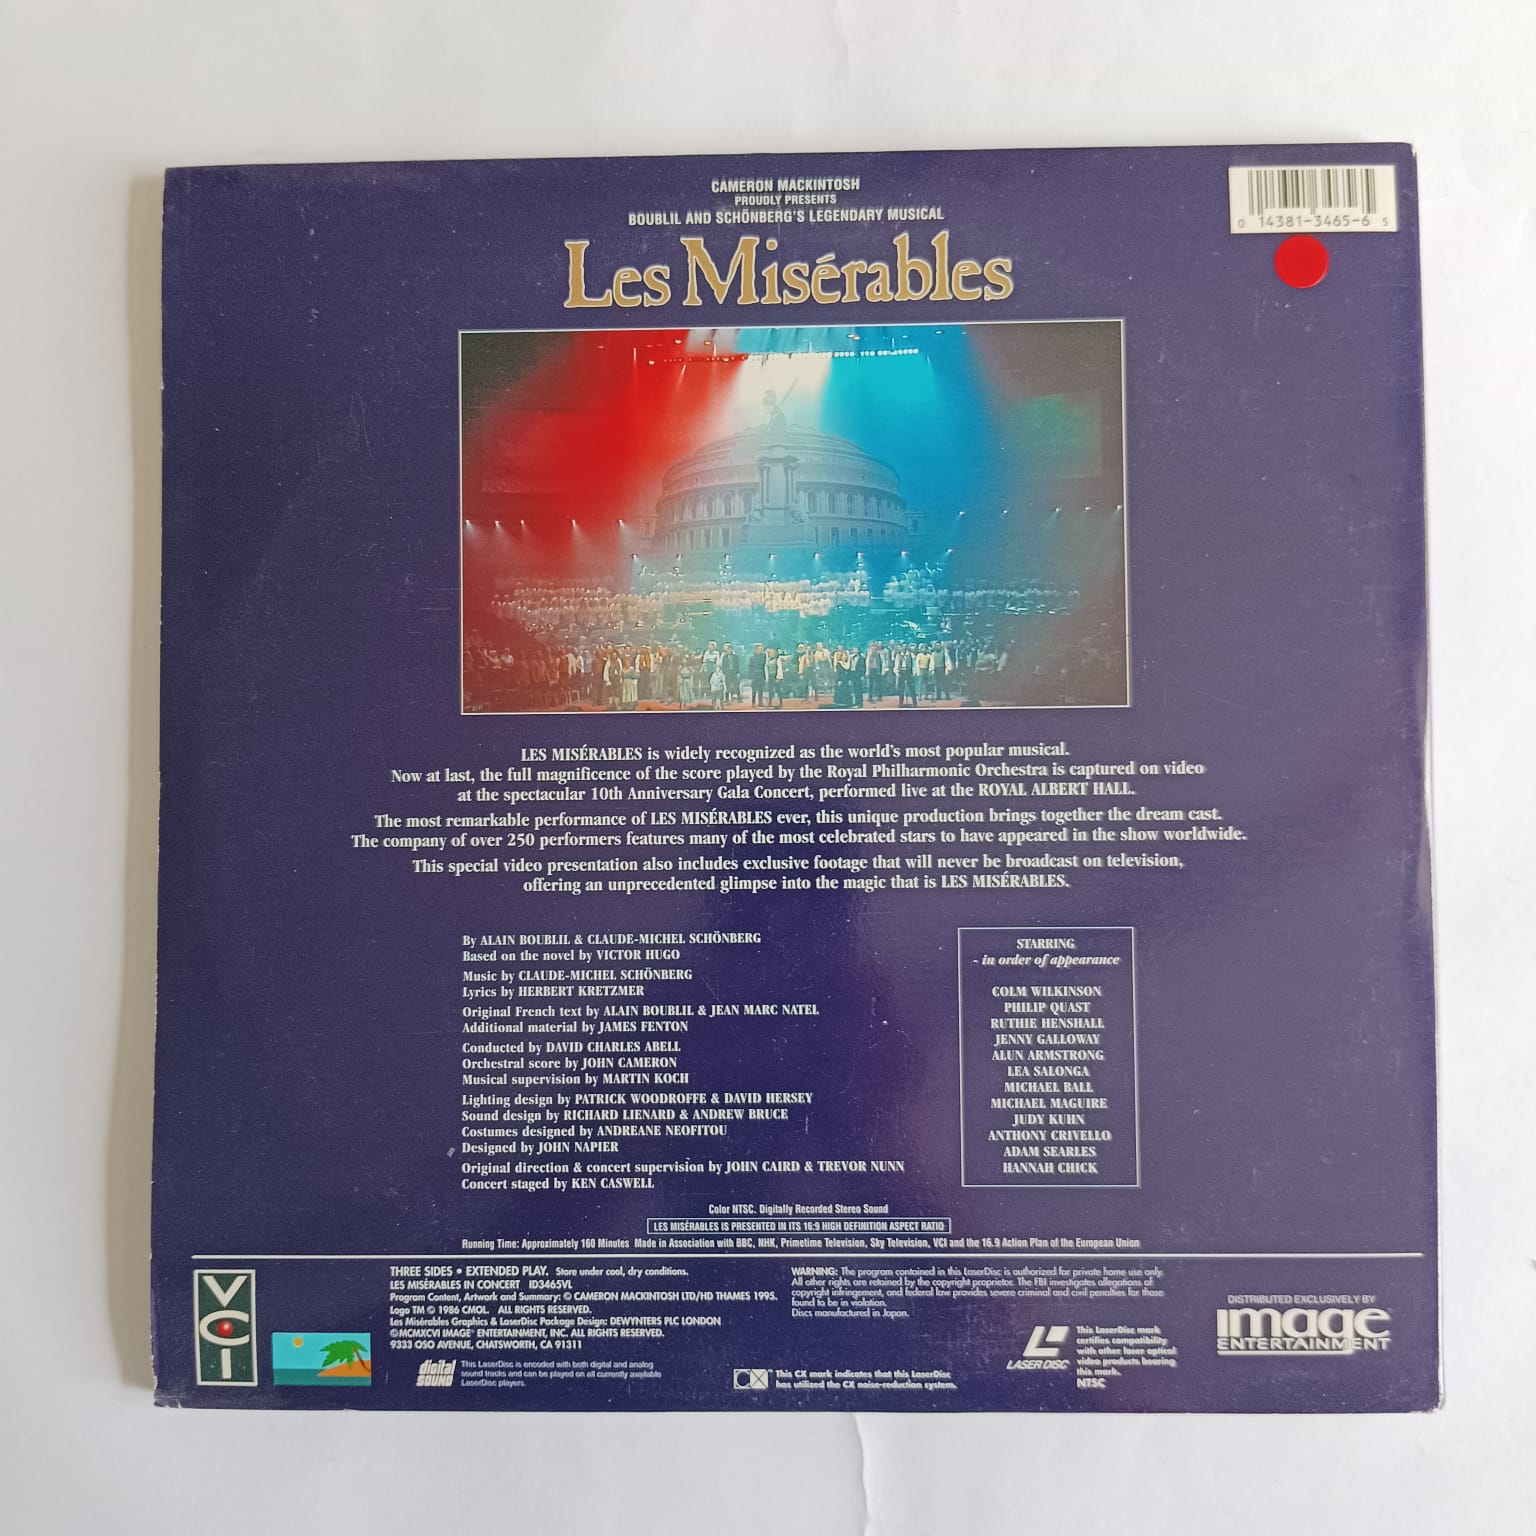 CAMERON MACKINTOSH
PROUDLY PRESENTS
BOUBLIL AND SCHÖNBERG'S LEGENDARY MUSICAL
Les Misérables
0 14381-3465-6 5
LES MISÉRABLES is widely recognized as the world's most popular musical.
Now at last, the full magnificence of the score played by the Royal Philharmonic Orchestra is captured on video
at the spectacular 10th Anniversary Gala Concert, performed live at the ROYAL ALBERT HALL.
The most remarkable performance of LES MISÉRABLES ever, this unique production brings together the dream cast.
The company of over 250 performers features many of the most celebrated stars to have appeared in the show worldwide.
This special video presentation also includes exclusive footage that will never be broadcast on television,
offering an unprecedented glimpse into the magic that is LES MISÉRABLES.
By ALAIN BOUBLIL & CLAUDE-MICHEL SCHÖNBERG
Based on the novel by VICTOR HUGO
Music by CLAUDE-MICHEL SCHÖNBERG
Lyrics by HERBERT KRETZMER
Original French text by ALAIN BOUBLIL & JEAN MARC NATEL
Additional material by JAMES FENTON
Conducted by DAVID CHARLES ABELL
Orchestral score by JOHN CAMERON
Musical supervision by MARTIN KOCH
Lighting design by PATRICK WOODROFFE & DAVID HERSEY
Sound design by RICHARD LIENARD & ANDREW BRUCE
Costumes designed by ANDREANE NEOFITOU
Designed by JOHN NAPIER
Original direction & concert supervision by JOHN CAIRD & TREVOR NUNN
Concert staged by KEN CASWELL
STARRING
- in order of appearance
COLM WILKINSON
PHILIP QUAST
RUTHIE HENSHALL
JENNY GALLOWAY
ALUN ARMSTRONG
LEA SALONGA
MICHAEL BALL
MICHAEL MAGUIRE
JUDY KUHN
ANTHONY CRIVELLO
ADAM SEARLES
HANNAH CHICK
Color NTSC. Digitally Recorded Stereo Sound
LES MISÉRABLES IS PRESENTED IN ITS 16:9 HIGH DEFINITION ASPECT RATIO
Running Time: Approximately 160 Minutes Made in Association with BBC, NHK, Primetime Television, Sky Television, VCI and the 16.9 Action Plan of the European Union
VCI
THREE SIDES • EXTENDED PLAY. Store under cool, dry conditions.
LES MISÉRABLES IN CONCERT ID3465VL
Program Content, Artwork and Summary: © CAMERON MACKINTOSH LTD/HD THAMES 1995.
Logo TM © 1986 CMOL. ALL RIGHTS RESERVED.
Les Misérables Graphics & LaserDisc Package Design: DEWYNTERS PLC LONDON
©MCMXCVI IMAGE ENTERTAINMENT, INC. ALL RIGHTS RESERVED.
9333 OSO AVENUE, CHATSWORTH, CA 91311
digital SOUND
This LaserDisc is encoded with both digital and analog
sound tracks and can be played on all currently available
LaserDisc players.
WARNING: The program contained in this LaserDisc is authorized for private home use only.
All other rights are retained by the copyright proprietor. The FBI investigates allegations of
copyright infringement, and federal law provides severe criminal and civil penalties for those
found to be in violation.
Discs manufactured in Japan.
CX
This CX mark indicates that this LaserDisc
has utilized the CX noise-reduction system.
LASER DISC
This LaserDisc mark
certifies compatibility
with other laser optical
video products bearing
this mark.
NTSC
DISTRIBUTED EXCLUSIVELY BY
image
ENTERTAINMENT